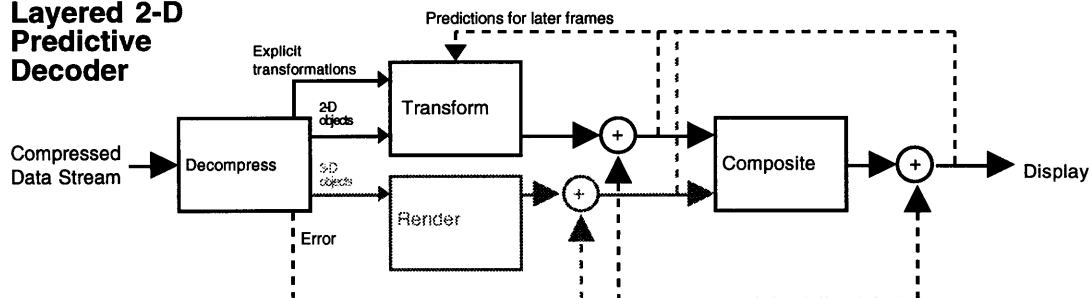 Layered 2-D
Predictive
Decoder
Predictions for later frames
Explicit
transformations
2-D
objects
Transform
+
Compressed
Data Stream
Decompress
3-D
objects
Render
+
Composite
+
Display
Error